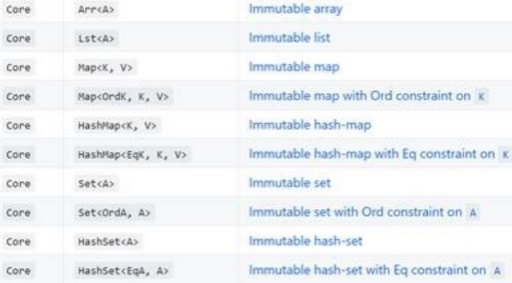 Core Arr<A> Immutable array
Core Lst<A> Immutable list
Core Map<K, V> Immutable map
Core Map<OrdK, K, V> Immutable map with Ord constraint on K
Core HashMap<K, V> Immutable hash-map
Core HashMap<EqK, K, V> Immutable hash-map with Eq constraint on K
Core Set<A> Immutable set
Core Set<OrdA, A> Immutable set with Ord constraint on A
Core HashSet<A> Immutable hash-set
Core HashSet<EqA, A> Immutable hash-set with Eq constraint on A